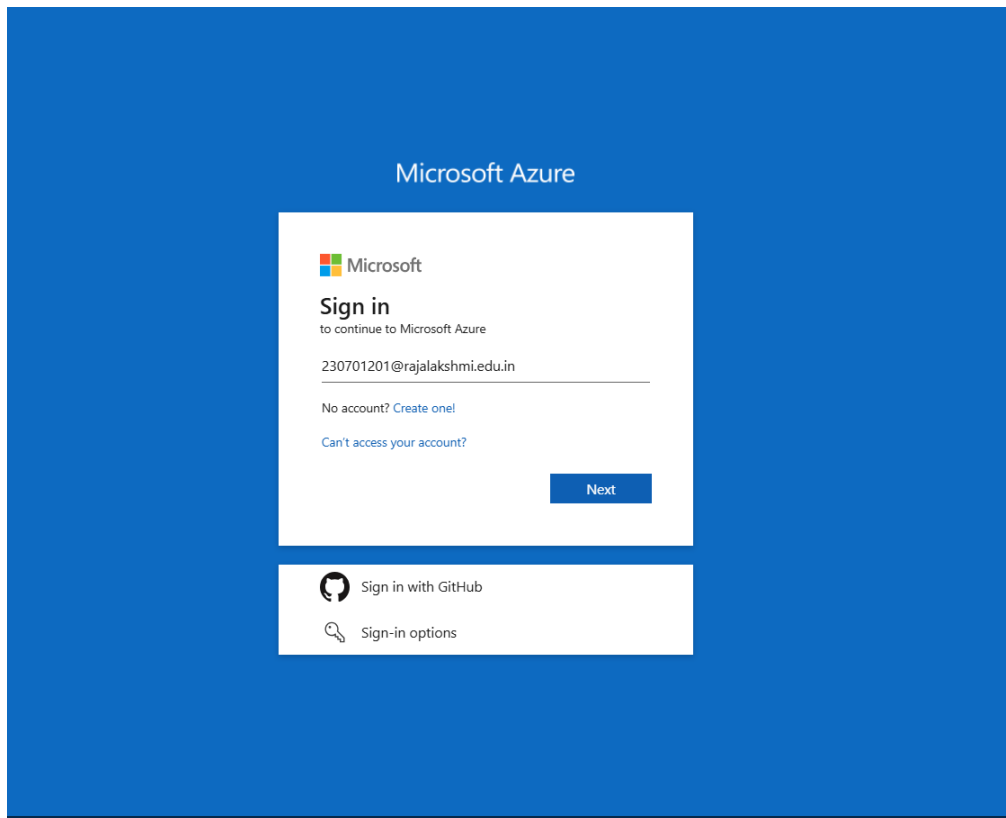 Microsoft Azure
Microsoft
Sign in
to continue to Microsoft Azure
230701201@rajalakshmi.edu.in
No account? Create one!
Can't access your account?
Next
Sign in with GitHub
Sign-in options